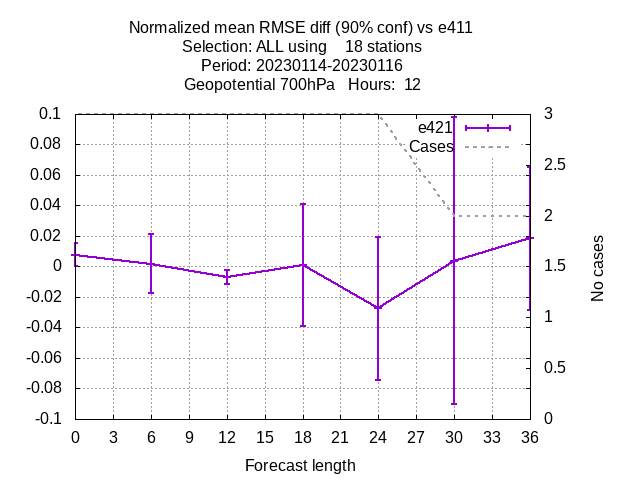 Normalized mean RMSE diff (90% conf) vs e411
Selection: ALL using    18 stations
Period: 20230114-20230116
Geopotential 700hPa   Hours:  12
0.1
0.08
0.06
0.04
0.02
0
-0.02
-0.04
-0.06
-0.08
-0.1
e421
Cases
3
2.5
2
1.5
1
0.5
0
No cases
0 3 6 9 12 15 18 21 24 27 30 33 36
Forecast length